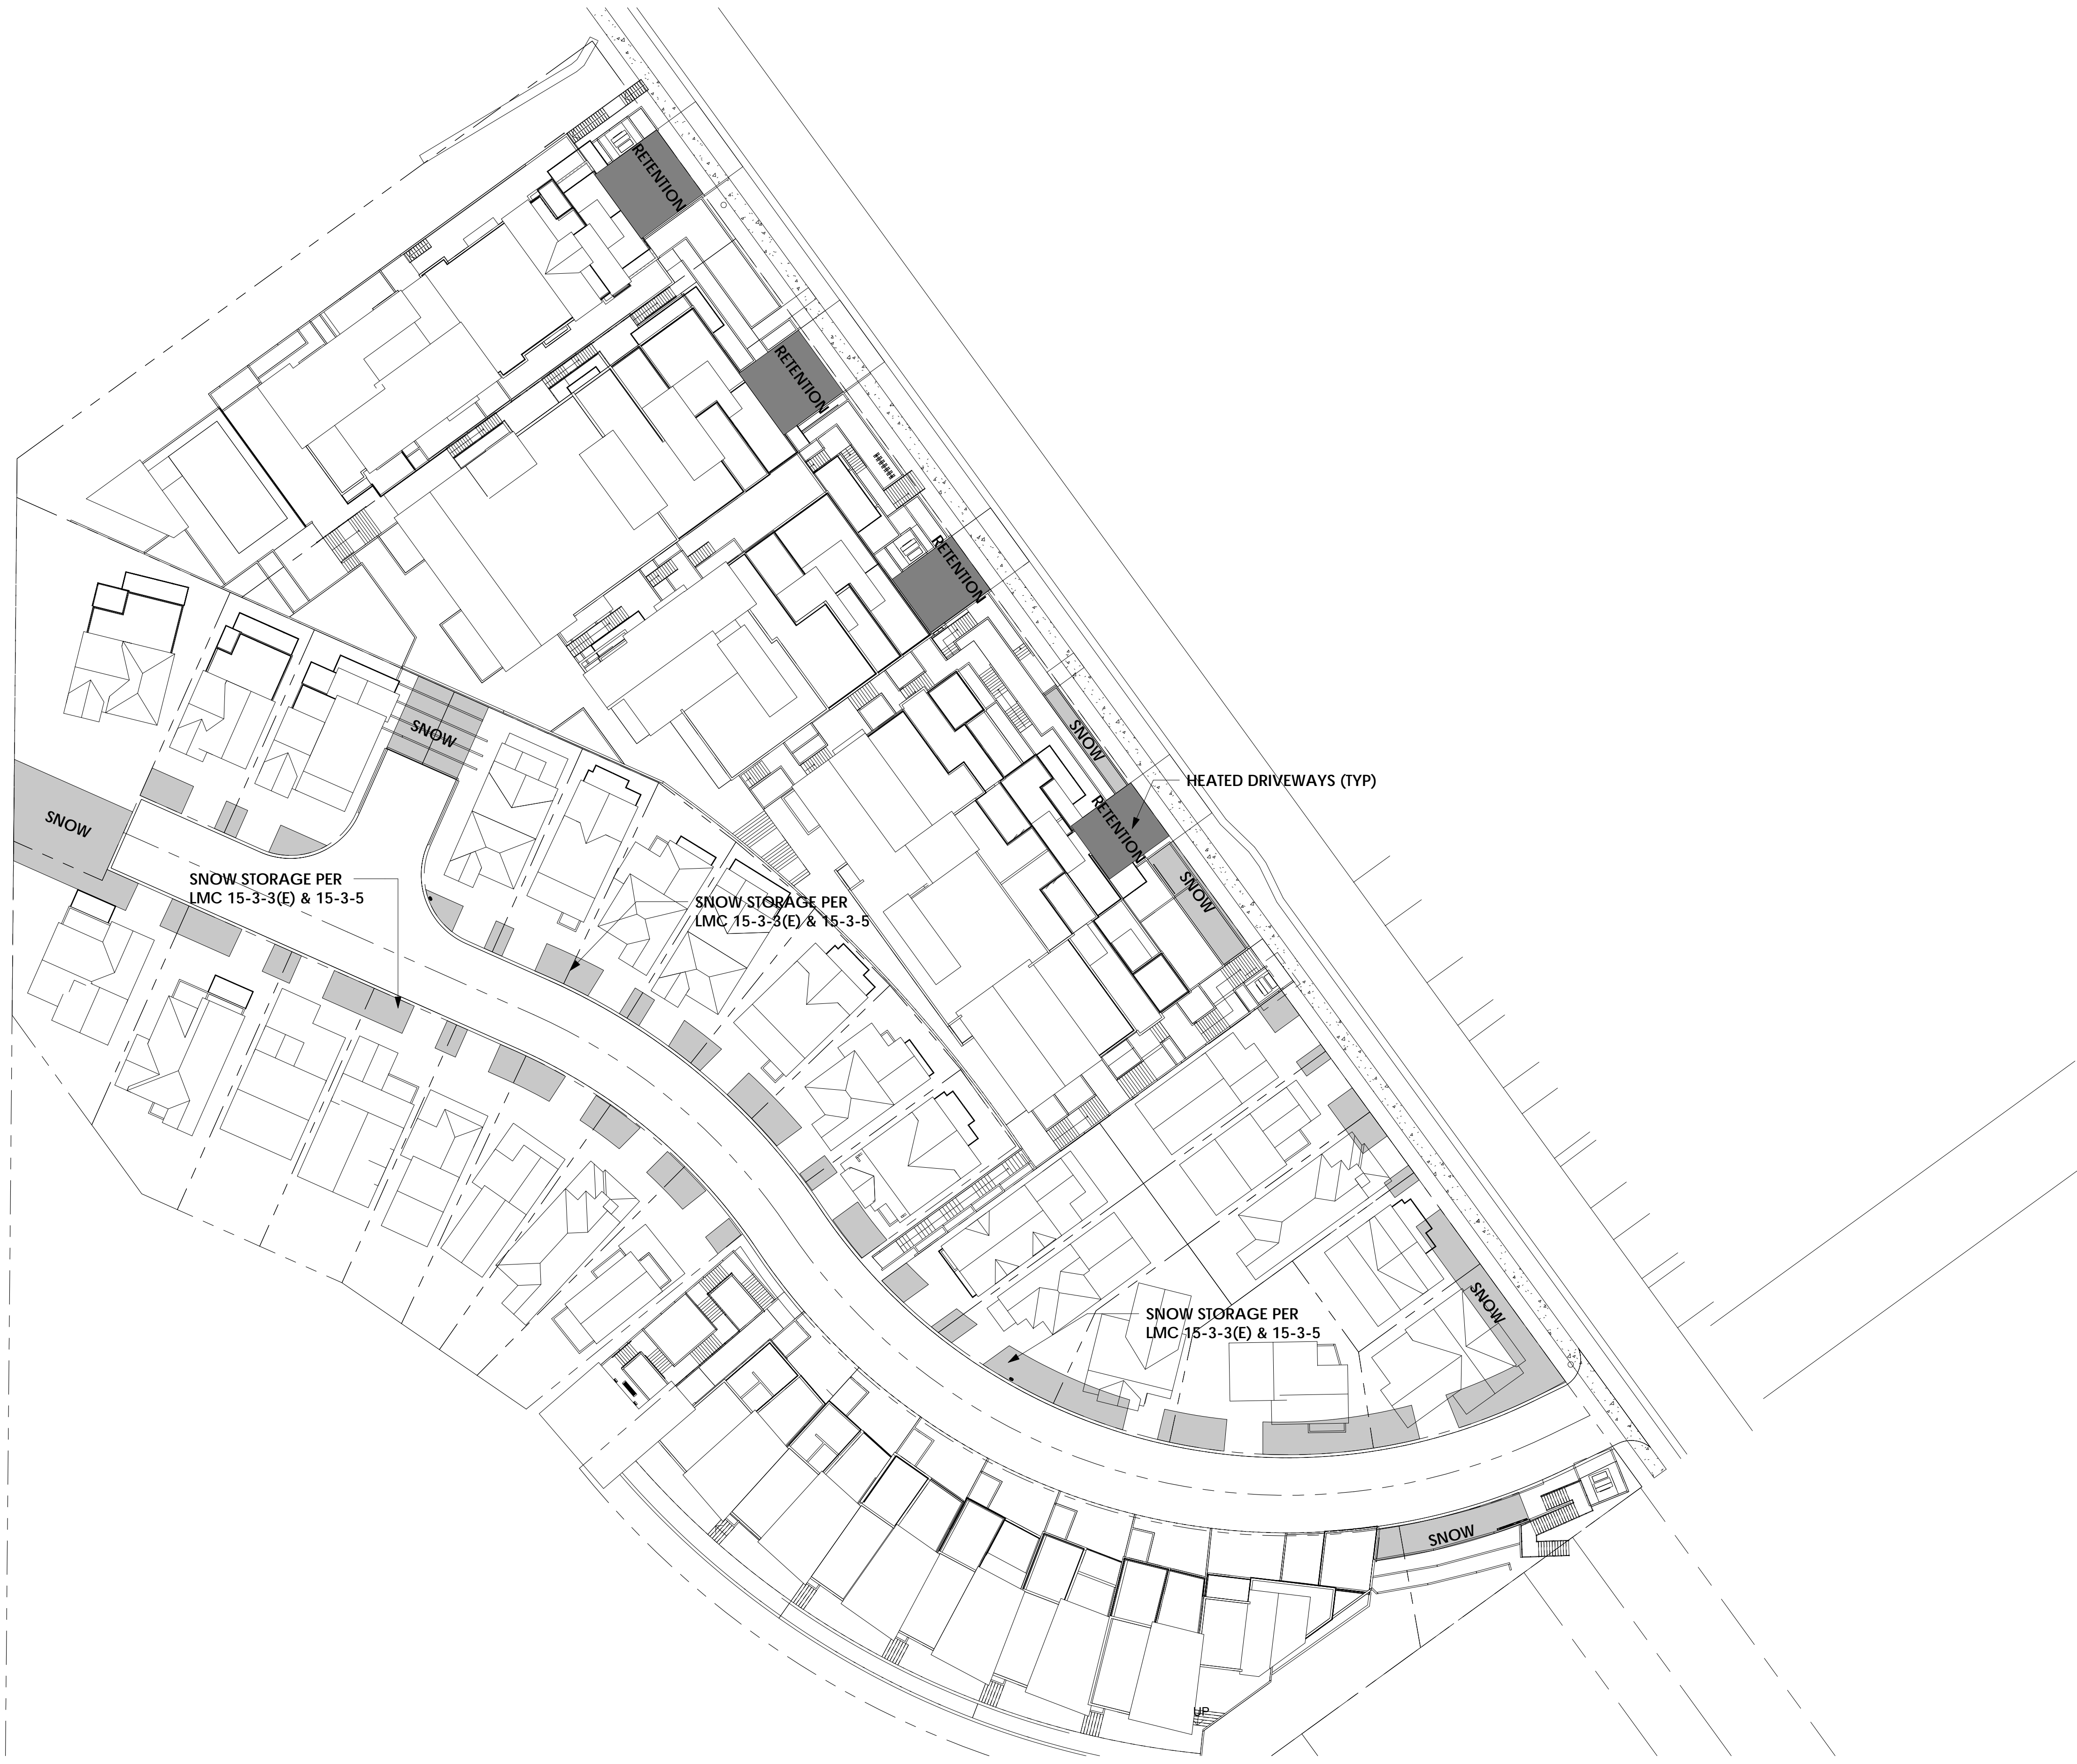 RETENTION
RETENTION
RETENTION
SNOW
SNOW
HEATED DRIVEWAYS (TYP)
RETENTION
SNOW
SNOW
SNOW STORAGE PER
LMC 15-3-3(E) & 15-3-5
SNOW STORAGE PER
LMC 15-3-3(E) & 15-3-5
SNOW
SNOW STORAGE PER
LMC 15-3-3(E) & 15-3-5
SNOW
UP